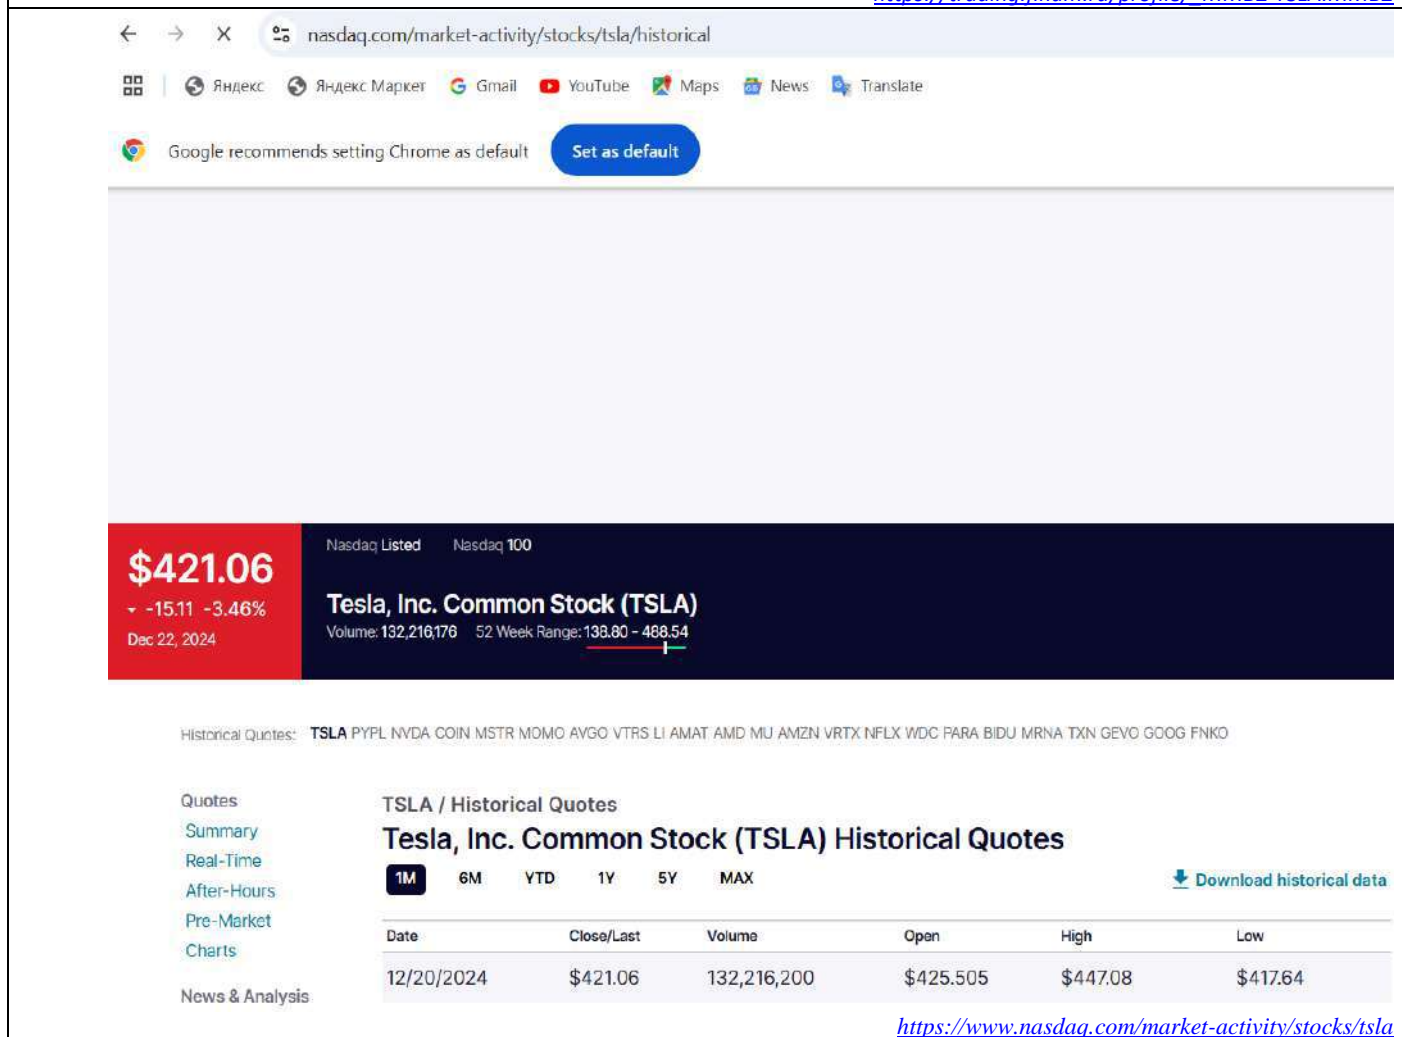 nasdaq.com/market-activity/stocks/tsla/historical
Яндекс Яндекс Маркет Gmail YouTube Maps News Translate
Google recommends setting Chrome as default Set as default
$421.06
-15.11 -3.46%
Dec 22, 2024
Nasdaq Listed Nasdaq 100
Tesla, Inc. Common Stock (TSLA)
Volume: 132,216,176 52 Week Range: 138.80 - 488.54
Historical Quotes: TSLA PYPL NVDA COIN MSTR MOMO AVGO VTRS LI AMAT AMD MU AMZN VRTX NFLX WDC PARA BIDU MRNA TXN GEVO GOOG FNKO
Quotes
Summary
Real-Time
After-Hours
Pre-Market
Charts
News & Analysis
TSLA / Historical Quotes
Tesla, Inc. Common Stock (TSLA) Historical Quotes
1M 6M YTD 1Y 5Y MAX
Download historical data
Date Close/Last Volume Open High Low
12/20/2024 $421.06 132,216,200 $425.505 $447.08 $417.64
https://www.nasdaq.com/market-activity/stocks/tsla